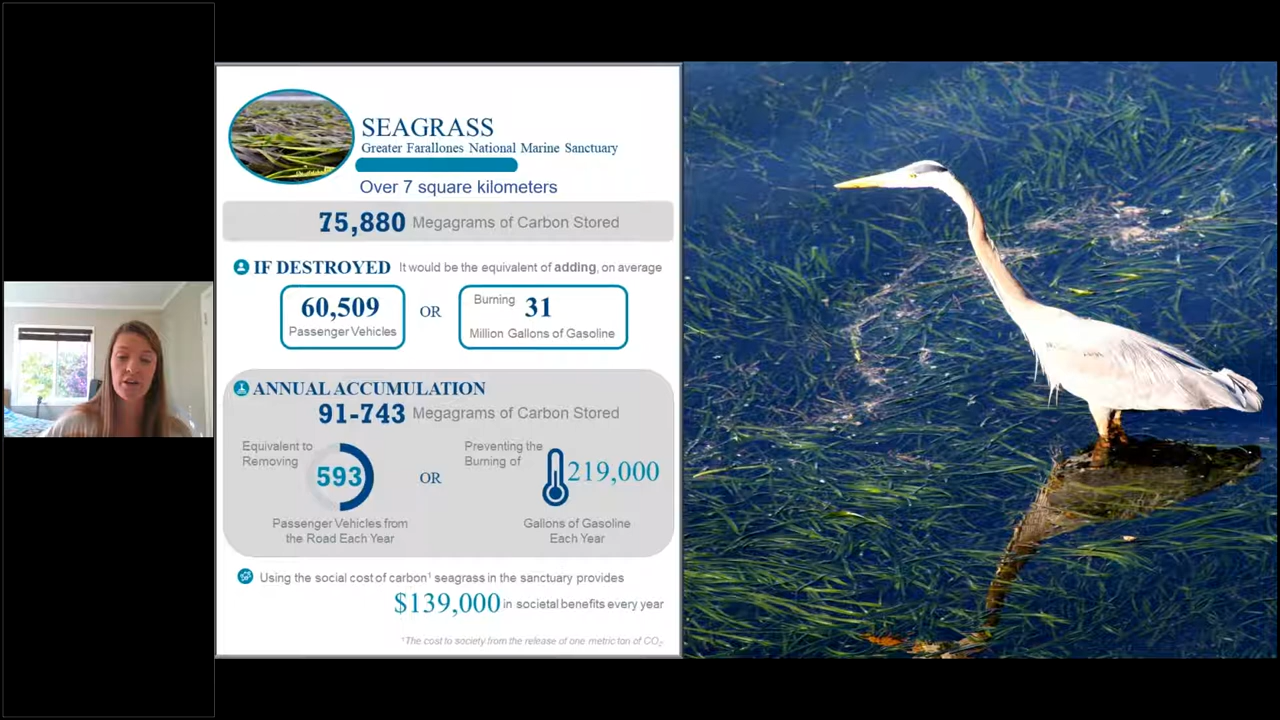 SEAGRASS
Greater Farallones National Marine Sanctuary
Over 7 square kilometers
75,880 Megagrams of Carbon Stored
IF DESTROYED It would be the equivalent of adding, on average
60,509
Passenger Vehicles
OR
Burning 31
Million Gallons of Gasoline
ANNUAL ACCUMULATION
91-743 Megagrams of Carbon Stored
Equivalent to
Removing
593
Passenger Vehicles from
the Road Each Year
OR
Preventing the
Burning of
219,000
Gallons of Gasoline
Each Year
Using the social cost of carbon¹ seagrass in the sanctuary provides
$139,000 in societal benefits every year
¹The cost to society from the release of one metric ton of CO₂